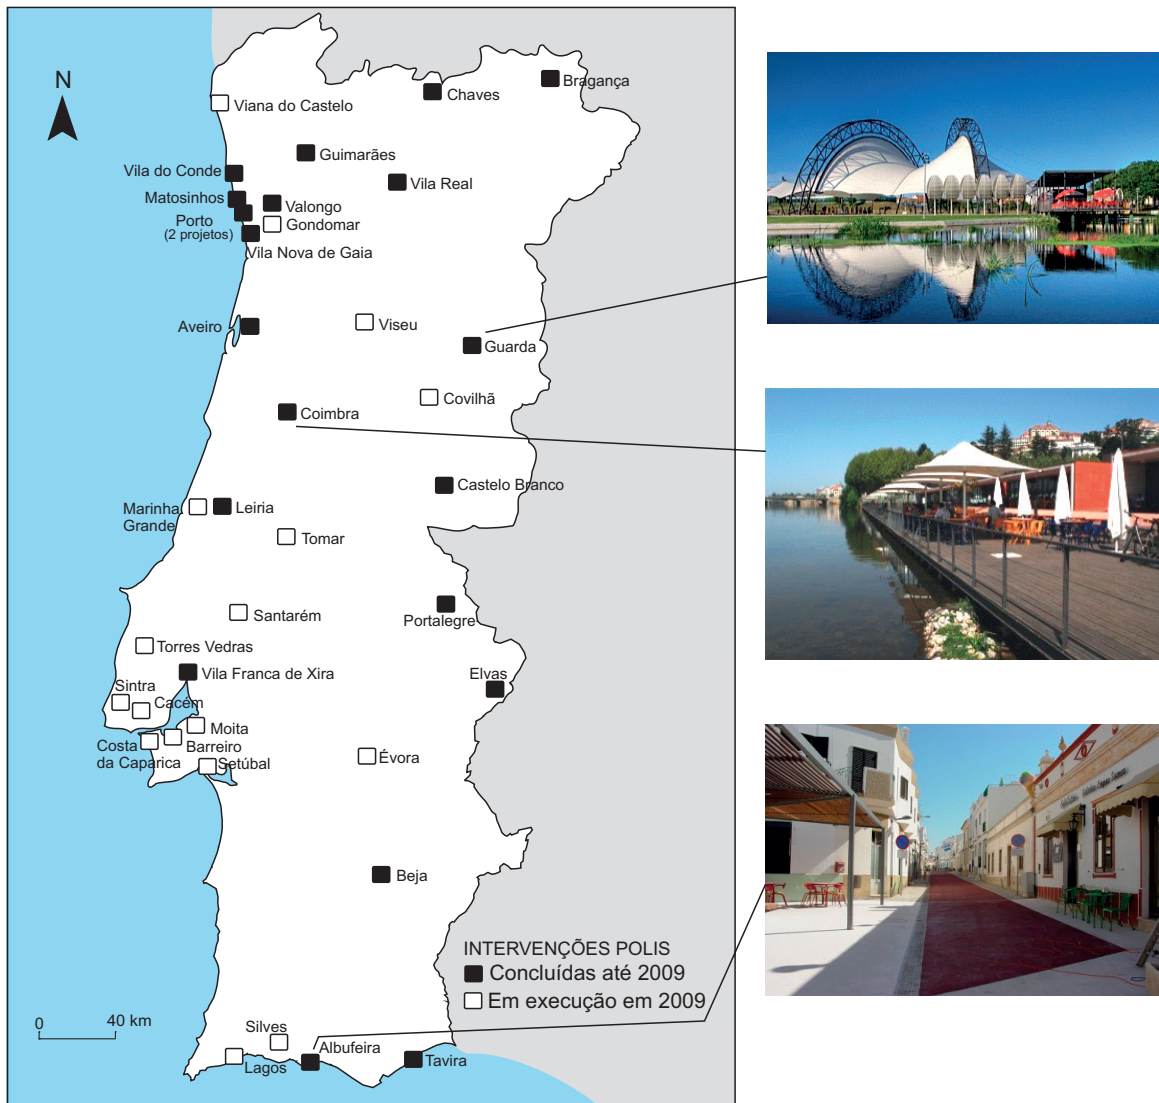 N
Bragança
Chaves
Viana do Castelo
Guimarães
Vila do Conde
Vila Real
Matosinhos
Valongo
Porto
(2 projetos)
Gondomar
Vila Nova de Gaia
Aveiro
Viseu
Guarda
Covilhã
Coimbra
Castelo Branco
Marinha
Grande
Leiria
Tomar
Santarém
Portalegre
Torres Vedras
Vila Franca de Xira
Elvas
Sintra
Cacém
Moita
Costa
da Caparica
Barreiro
Setúbal
Évora
Beja
INTERVENÇÕES POLIS
Concluídas até 2009
Em execução em 2009
0 40 km
Silves
Albufeira
Lagos
Tavira